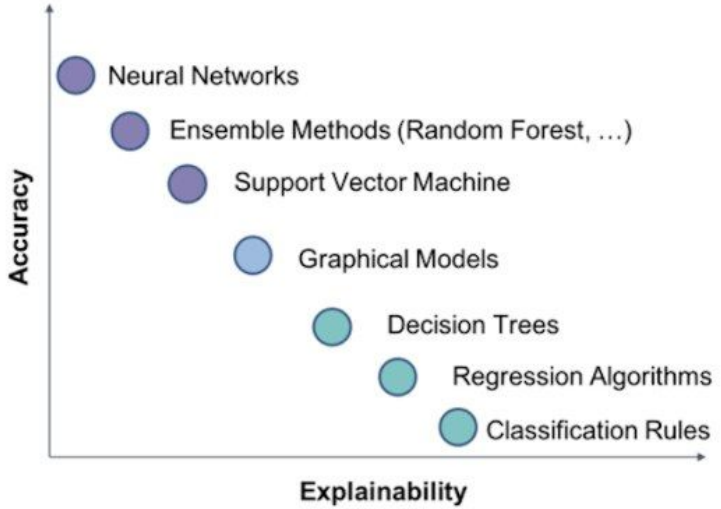 Neural Networks
Ensemble Methods (Random Forest, …)
Support Vector Machine
Accuracy
Graphical Models
Decision Trees
Regression Algorithms
Classification Rules
Explainability